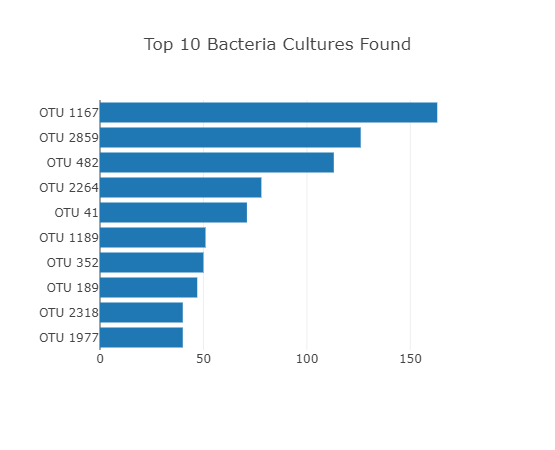 Top 10 Bacteria Cultures Found
OTU 1167
OTU 2859
OTU 482
OTU 2264
OTU 41
OTU 1189
OTU 352
OTU 189
OTU 2318
OTU 1977
0 50 100 150